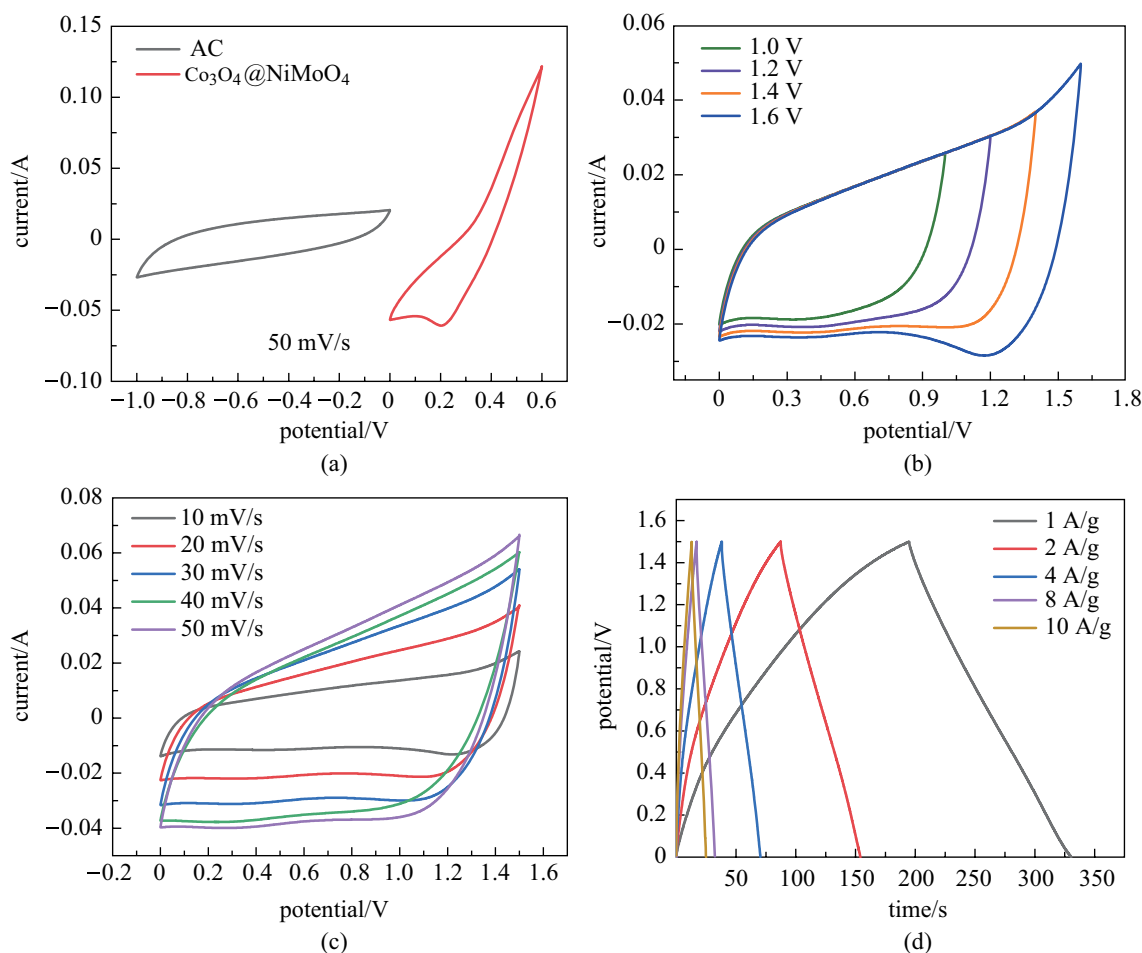 0.15
0.10
0.05
0
−0.05
−0.10
current/A
AC
Co₃O₄@NiMoO₄
50 mV/s
−1.0 −0.8 −0.6 −0.4 −0.2 0 0.2 0.4 0.6
potential/V
(a)
0.06
0.04
0.02
0
−0.02
current/A
1.0 V
1.2 V
1.4 V
1.6 V
0 0.3 0.6 0.9 1.2 1.5 1.8
potential/V
(b)
0.08
0.06
0.04
0.02
0
−0.02
−0.04
current/A
10 mV/s
20 mV/s
30 mV/s
40 mV/s
50 mV/s
−0.2 0 0.2 0.4 0.6 0.8 1.0 1.2 1.4 1.6
potential/V
(c)
1.6
1.4
1.2
1.0
0.8
0.6
0.4
0.2
0
potential/V
1 A/g
2 A/g
4 A/g
8 A/g
10 A/g
50 100 150 200 250 300 350
time/s
(d)